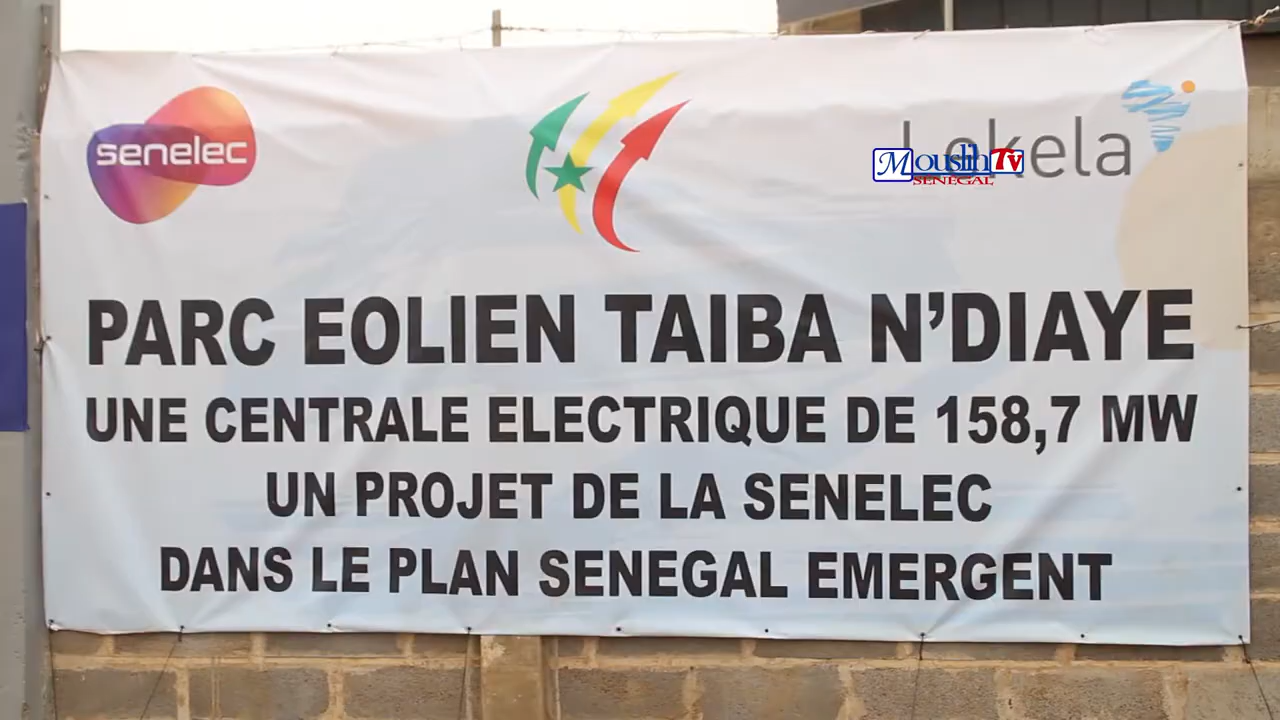 senelec
Lekela
Mouslih Tv
SENEGAL
PARC EOLIEN TAIBA N'DIAYE
UNE CENTRALE ELECTRIQUE DE 158,7 MW
UN PROJET DE LA SENELEC
DANS LE PLAN SENEGAL EMERGENT